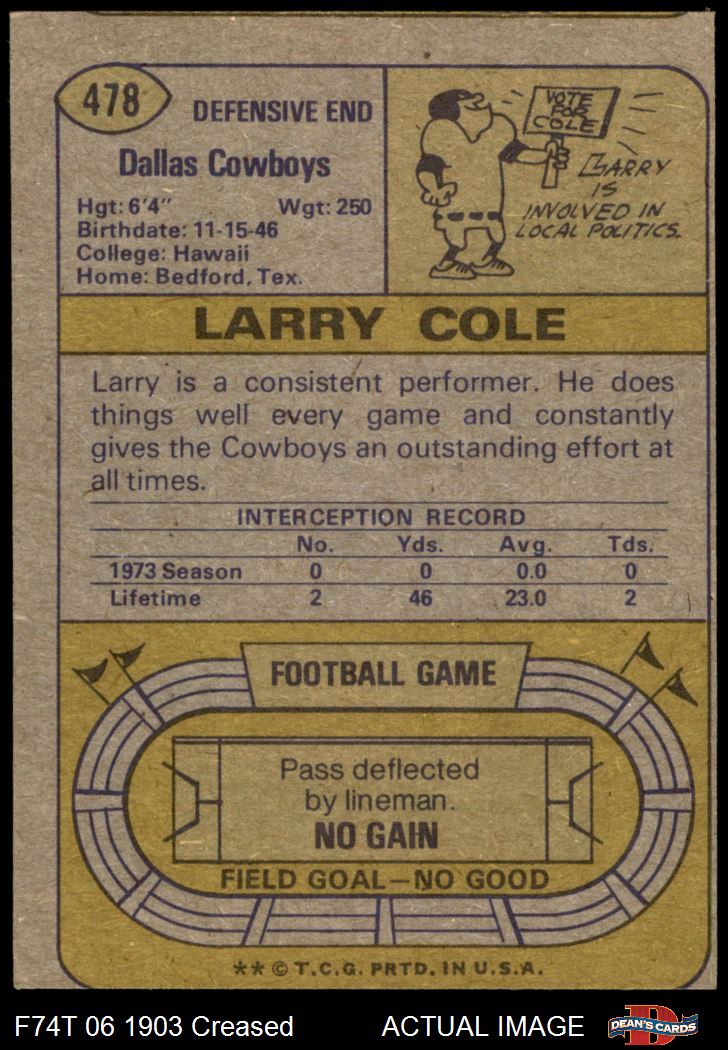 478
DEFENSIVE END
Dallas Cowboys
Hgt: 6'4" Wgt: 250
Birthdate: 11-15-46
College: Hawaii
Home: Bedford, Tex.
VOTE
FOR
COLE
LARRY
IS
INVOLVED IN
LOCAL POLITICS.
LARRY COLE
Larry is a consistent performer. He does
things well every game and constantly
gives the Cowboys an outstanding effort at
all times.
INTERCEPTION RECORD
No. Yds. Avg. Tds.
1973 Season 0 0 0.0 0
Lifetime 2 46 23.0 2
FOOTBALL GAME
Pass deflected
by lineman.
NO GAIN
FIELD GOAL—NO GOOD
** © T.C.G. PRTD. IN U.S.A.
F74T 06 1903 Creased ACTUAL IMAGE
D
DEAN'S CARDS